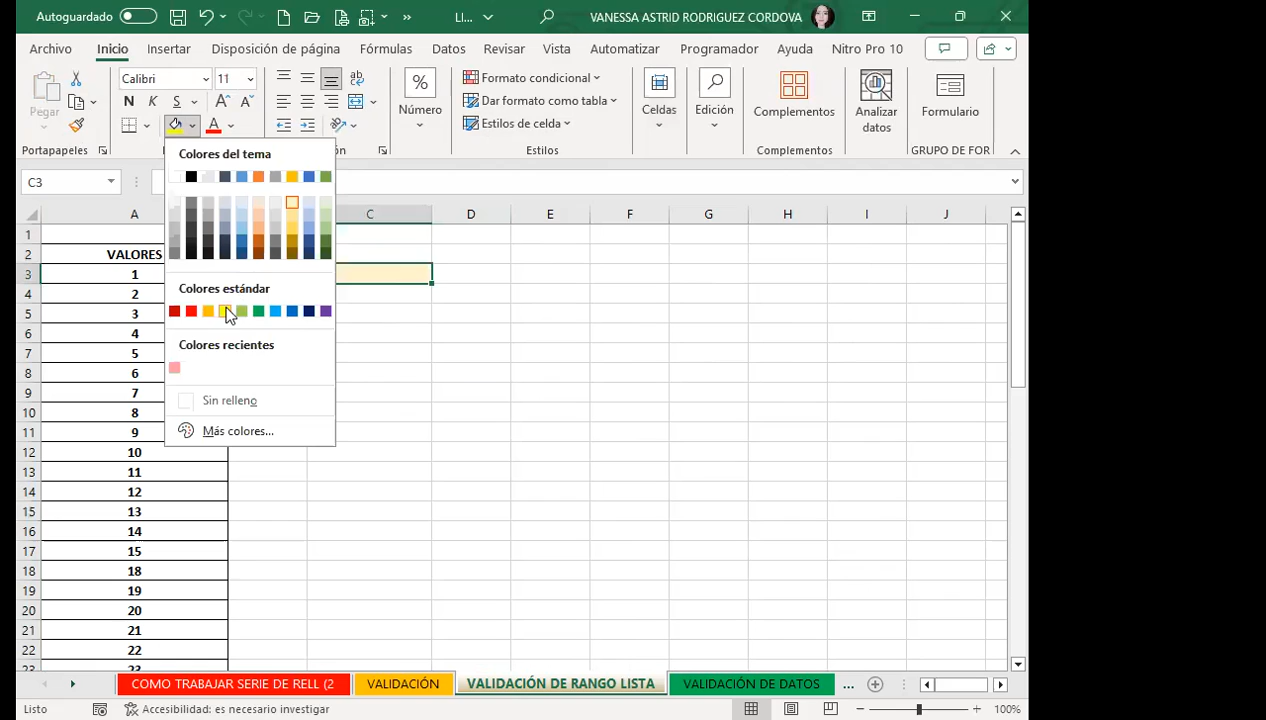 Autoguardado
LI...
VANESSA ASTRID RODRIGUEZ CORDOVA
Archivo Inicio Insertar Disposición de página Fórmulas Datos Revisar Vista Automatizar Programador Ayuda Nitro Pro 10
Pegar
Portapapeles
Calibri 11
N K S
Número
Formato condicional
Dar formato como tabla
Estilos de celda
Estilos
Celdas
Edición
Complementos
Complementos
Analizar datos
Formulario
GRUPO DE FOR
C3
Colores del tema
Colores estándar
Colores recientes
Sin relleno
Más colores...
A C D E F G H I J
1
2 VALORES
3 1
4 2
5 3
6 4
7 5
8 6
9 7
10 8
11 9
12 10
13 11
14 12
15 13
16 14
17 15
18 18
19 19
20 20
21 21
22 22
23
COMO TRABAJAR SERIE DE RELL (2 VALIDACIÓN VALIDACIÓN DE RANGO LISTA VALIDACIÓN DE DATOS ...
Listo Accesibilidad: es necesario investigar 100%